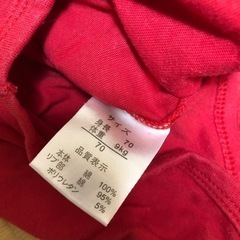 サイズ
身長 70
体重 9kg
70
品質表示
本体 綿 100%
リブ部 綿 95%
ポリウレタン 5%